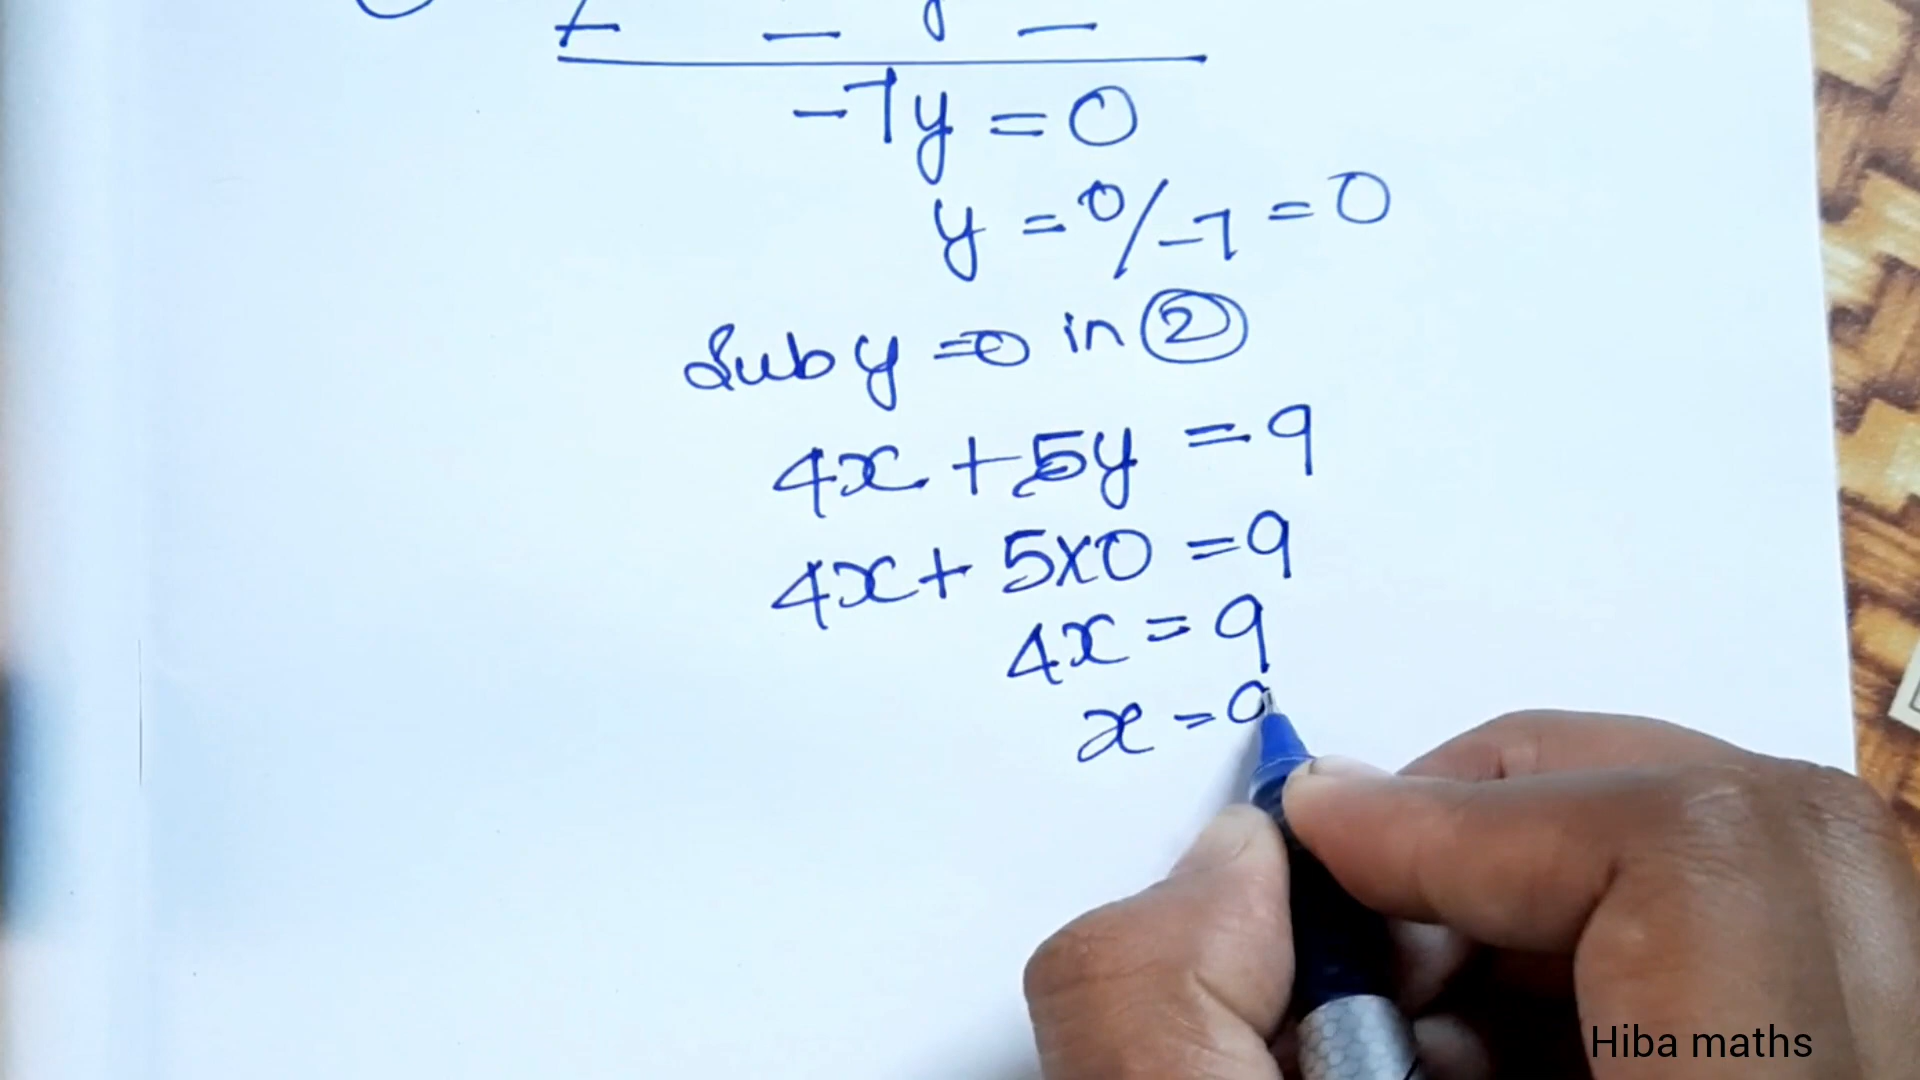 -7y = 0
y = 0/-7 = 0
Sub y = 0 in ②
4x + 5y = 9
4x + 5x0 = 9
4x = 9
x = 9
Hiba maths